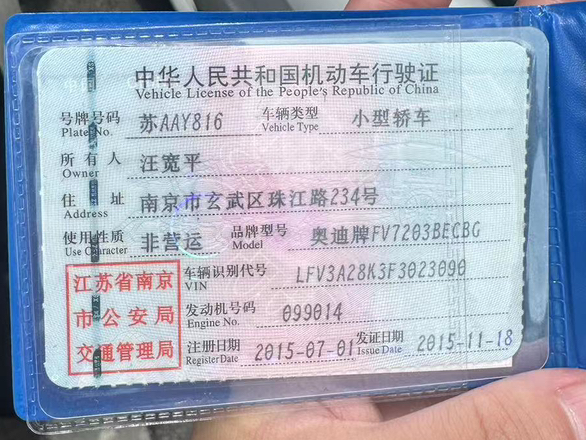 中华人民共和国机动车行驶证
Vehicle License of the People's Republic of China
号牌号码 苏AAY816 车辆类型 小型轿车
Plate No. Vehicle Type
所有人 汪宽平
Owner
住址 南京市玄武区珠江路234号
Address
使用性质 非营运 品牌型号 奥迪牌FV7203BECBG
Use Character Model
车辆识别代号 LFV3A28K3F3023090
VIN
发动机号码 099014
Engine No.
注册日期 2015-07-01 发证日期 2015-11-18
Register Date Issue Date
江苏省南京
市公安局
交通管理局